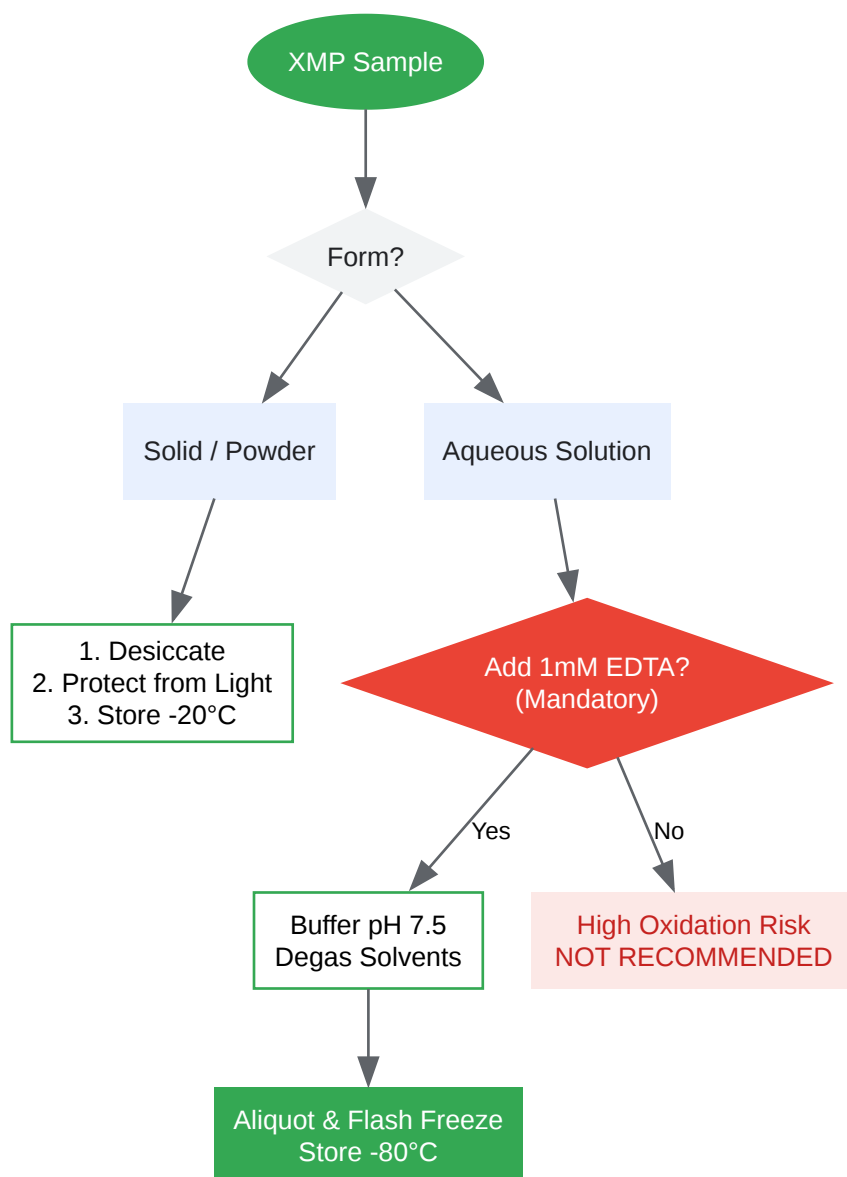 XMP Sample
Form?
Solid / Powder
Aqueous Solution
1. Desiccate
2. Protect from Light
3. Store -20°C
Add 1mM EDTA?
(Mandatory)
Yes
No
Buffer pH 7.5
Degas Solvents
High Oxidation Risk
NOT RECOMMENDED
Aliquot & Flash Freeze
Store -80°C